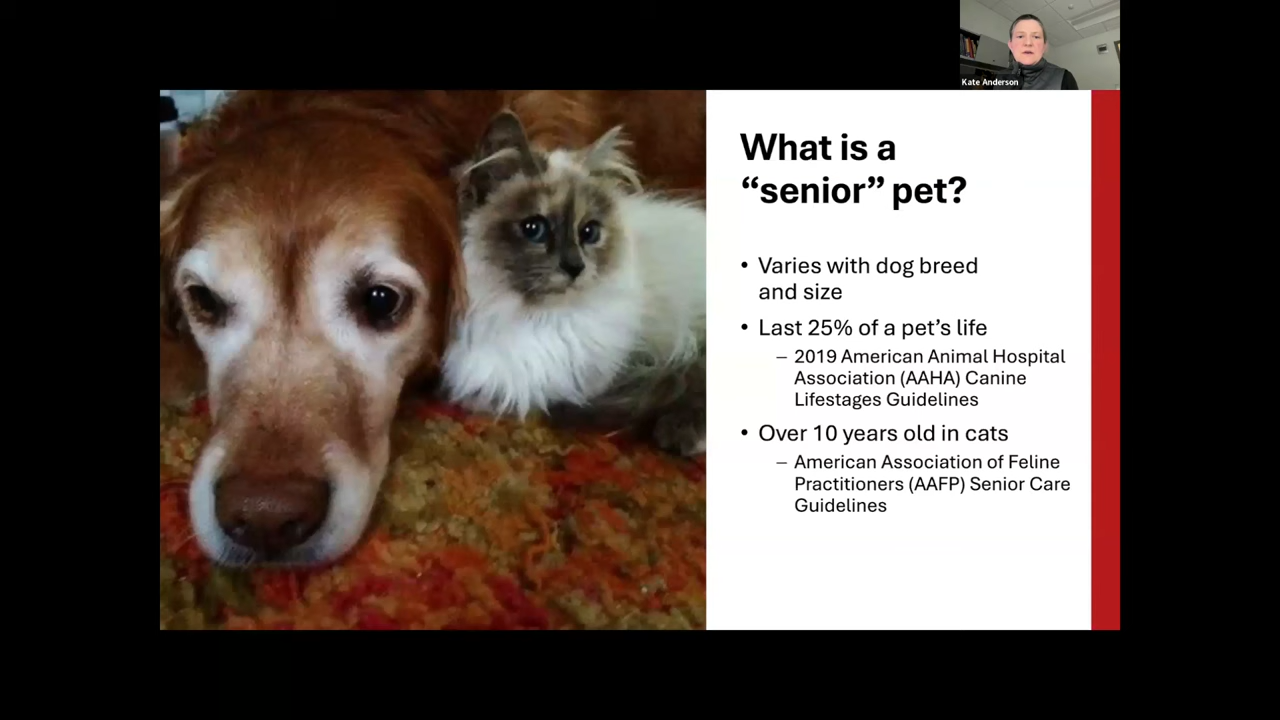 Kate Anderson
What is a
“senior” pet?
• Varies with dog breed
and size
• Last 25% of a pet’s life
– 2019 American Animal Hospital
Association (AAHA) Canine
Lifestages Guidelines
• Over 10 years old in cats
– American Association of Feline
Practitioners (AAFP) Senior Care
Guidelines